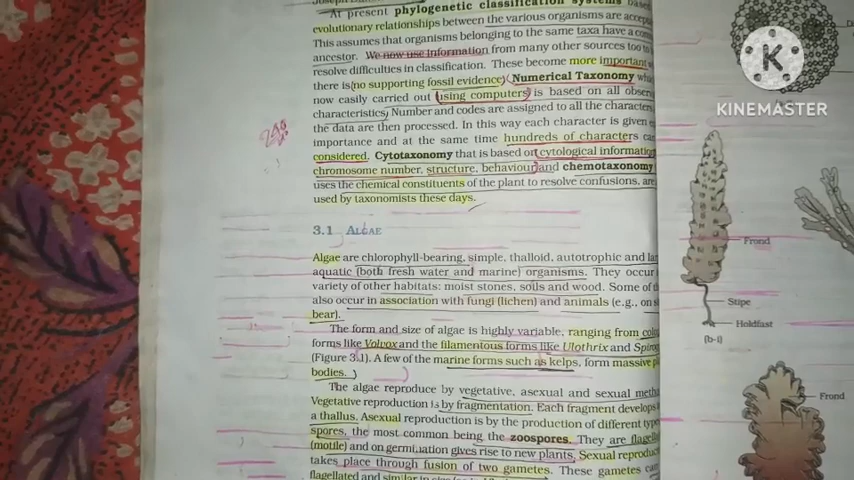 At present phylogenetic classification systems based
evolutionary relationships between the various organisms are
This assumes that organisms belonging to the same taxa have a
ancestor. We now use information from many other sources too to
resolve difficulties in classification. These become more important
there is no supporting fossil evidence. Numerical Taxonomy
now easily carried out using computers is based on all
characteristics. Number and codes are assigned to all the characters
the data are then processed. In this way each character is given
importance and at the same time hundreds of characters
considered. Cytotaxonomy that is based on cytological information
chromosome number, structure, behaviour and chemotaxonomy
uses the chemical constituents of the plant to resolve confusions, are
used by taxonomists these days.
3.1 ALGAE
Algae are chlorophyll-bearing, simple, thalloid, autotrophic and
aquatic (both fresh water and marine) organisms. They occur
variety of other habitats: moist stones, soils and wood. Some of
also occur in association with fungi (lichen) and animals (e.g., on
bear).
The form and size of algae is highly variable, ranging from
forms like Volvox and the filamentous forms like Ulothrix and
(Figure 3.1). A few of the marine forms such as kelps, form massive
bodies.
The algae reproduce by vegetative, asexual and sexual
Vegetative reproduction is by fragmentation. Each fragment develops
a thallus. Asexual reproduction is by the production of different
spores, the most common being the zoospores. They are
(motile) and on germination gives rise to new plants. Sexual
takes place through fusion of two gametes. These gametes
flagellated and similar in size
K
KINEMASTER
Frond
Stipe
Holdfast
(b-i)
Frond